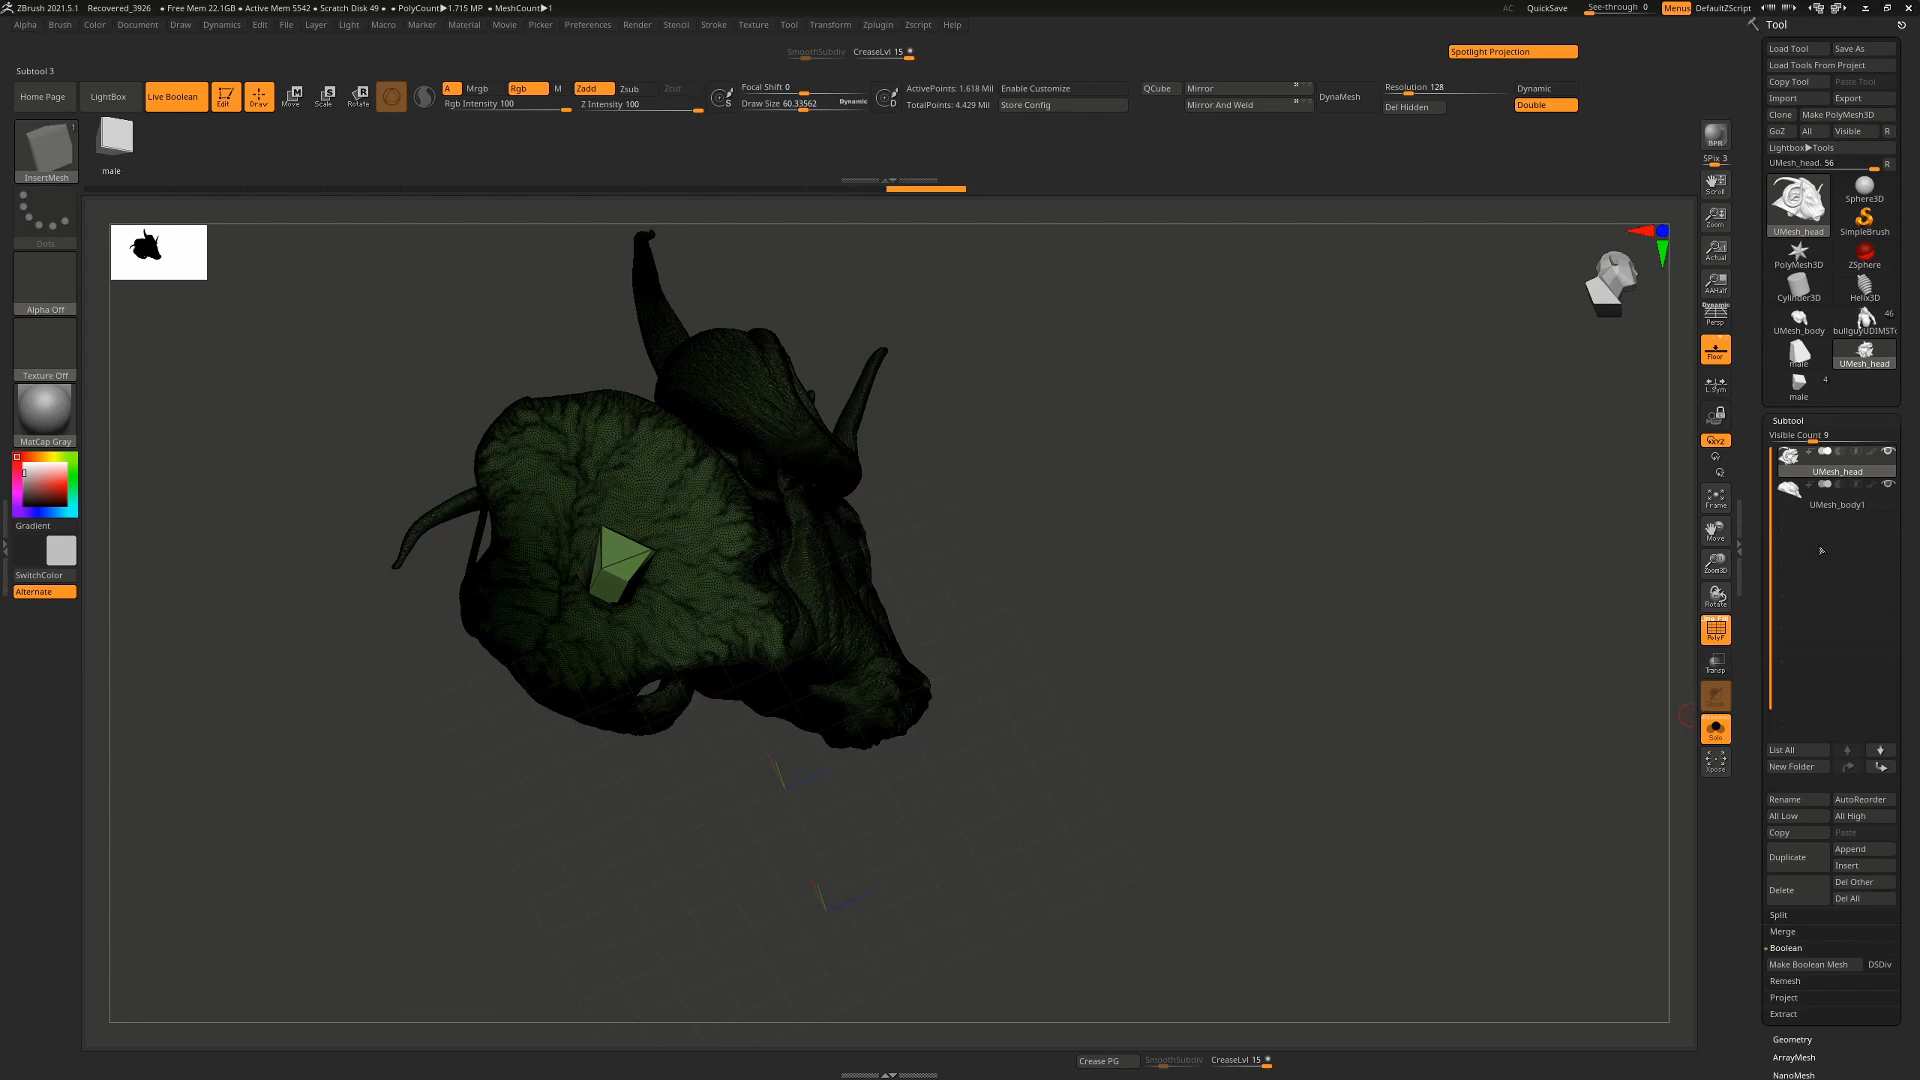 ZBrush 2021.5.1 Recovered_3926 • Free Mem 22.1GB • Active Mem 5542 • Scratch Disk 49 • • PolyCount▶1.715 MP • MeshCount▶1 AC QuickSave See-through 0 Menus DefaultZScript
Alpha Brush Color Document Draw Dynamics Edit File Layer Light Macro Marker Material Movie Picker Preferences Render Stencil Stroke Texture Tool Transform Zplugin Zscript Help
Tool
SmoothSubdiv CreaseLvl 15 Spotlight Projection
Load Tool Save As
Load Tools From Project
Subtool 3
Copy Tool Paste Tool
Home Page LightBox Live Boolean Edit Draw Move Scale Rotate
A Mrgb Rgb M Zadd Zsub Zcut
Rgb Intensity 100 Z Intensity 100
S Focal Shift 0
Draw Size 60.33562 Dynamic
D ActivePoints: 1.618 Mil Enable Customize
TotalPoints: 4.429 Mil Store Config
QCube Mirror
Mirror And Weld
DynaMesh Resolution 128
Del Hidden
Dynamic
Double
Import Export
Clone Make PolyMesh3D
GoZ All Visible R
Lightbox▶Tools
UMesh_head. 56 R
UMesh_head Sphere3D
SimpleBrush
PolyMesh3D ZSphere
Cylinder3D Helix3D
46
UMesh_body bullguyUDIMSTo
male UMesh_head
4
male
1
InsertMesh
male
Dots
Alpha Off
Texture Off
MatCap Gray
Gradient
SwitchColor
Alternate
BPR
SPix 3
Scroll
Zoom
Actual
AAHalf
Dynamic
Persp
Floor
L.Sym
XYZ
Frame
Move
Zoom3D
Rotate
PolyF
Transp
Ghost
Solo
Xpose
Subtool
Visible Count 9
UMesh_head
UMesh_body1
List All
New Folder
Rename AutoReorder
All Low All High
Copy Paste
Duplicate Append
Insert
Delete Del Other
Del All
Split
Merge
Boolean
Make Boolean Mesh DSDiv
Remesh
Project
Extract
Geometry
ArrayMesh
NanoMesh
Crease PG SmoothSubdiv CreaseLvl 15